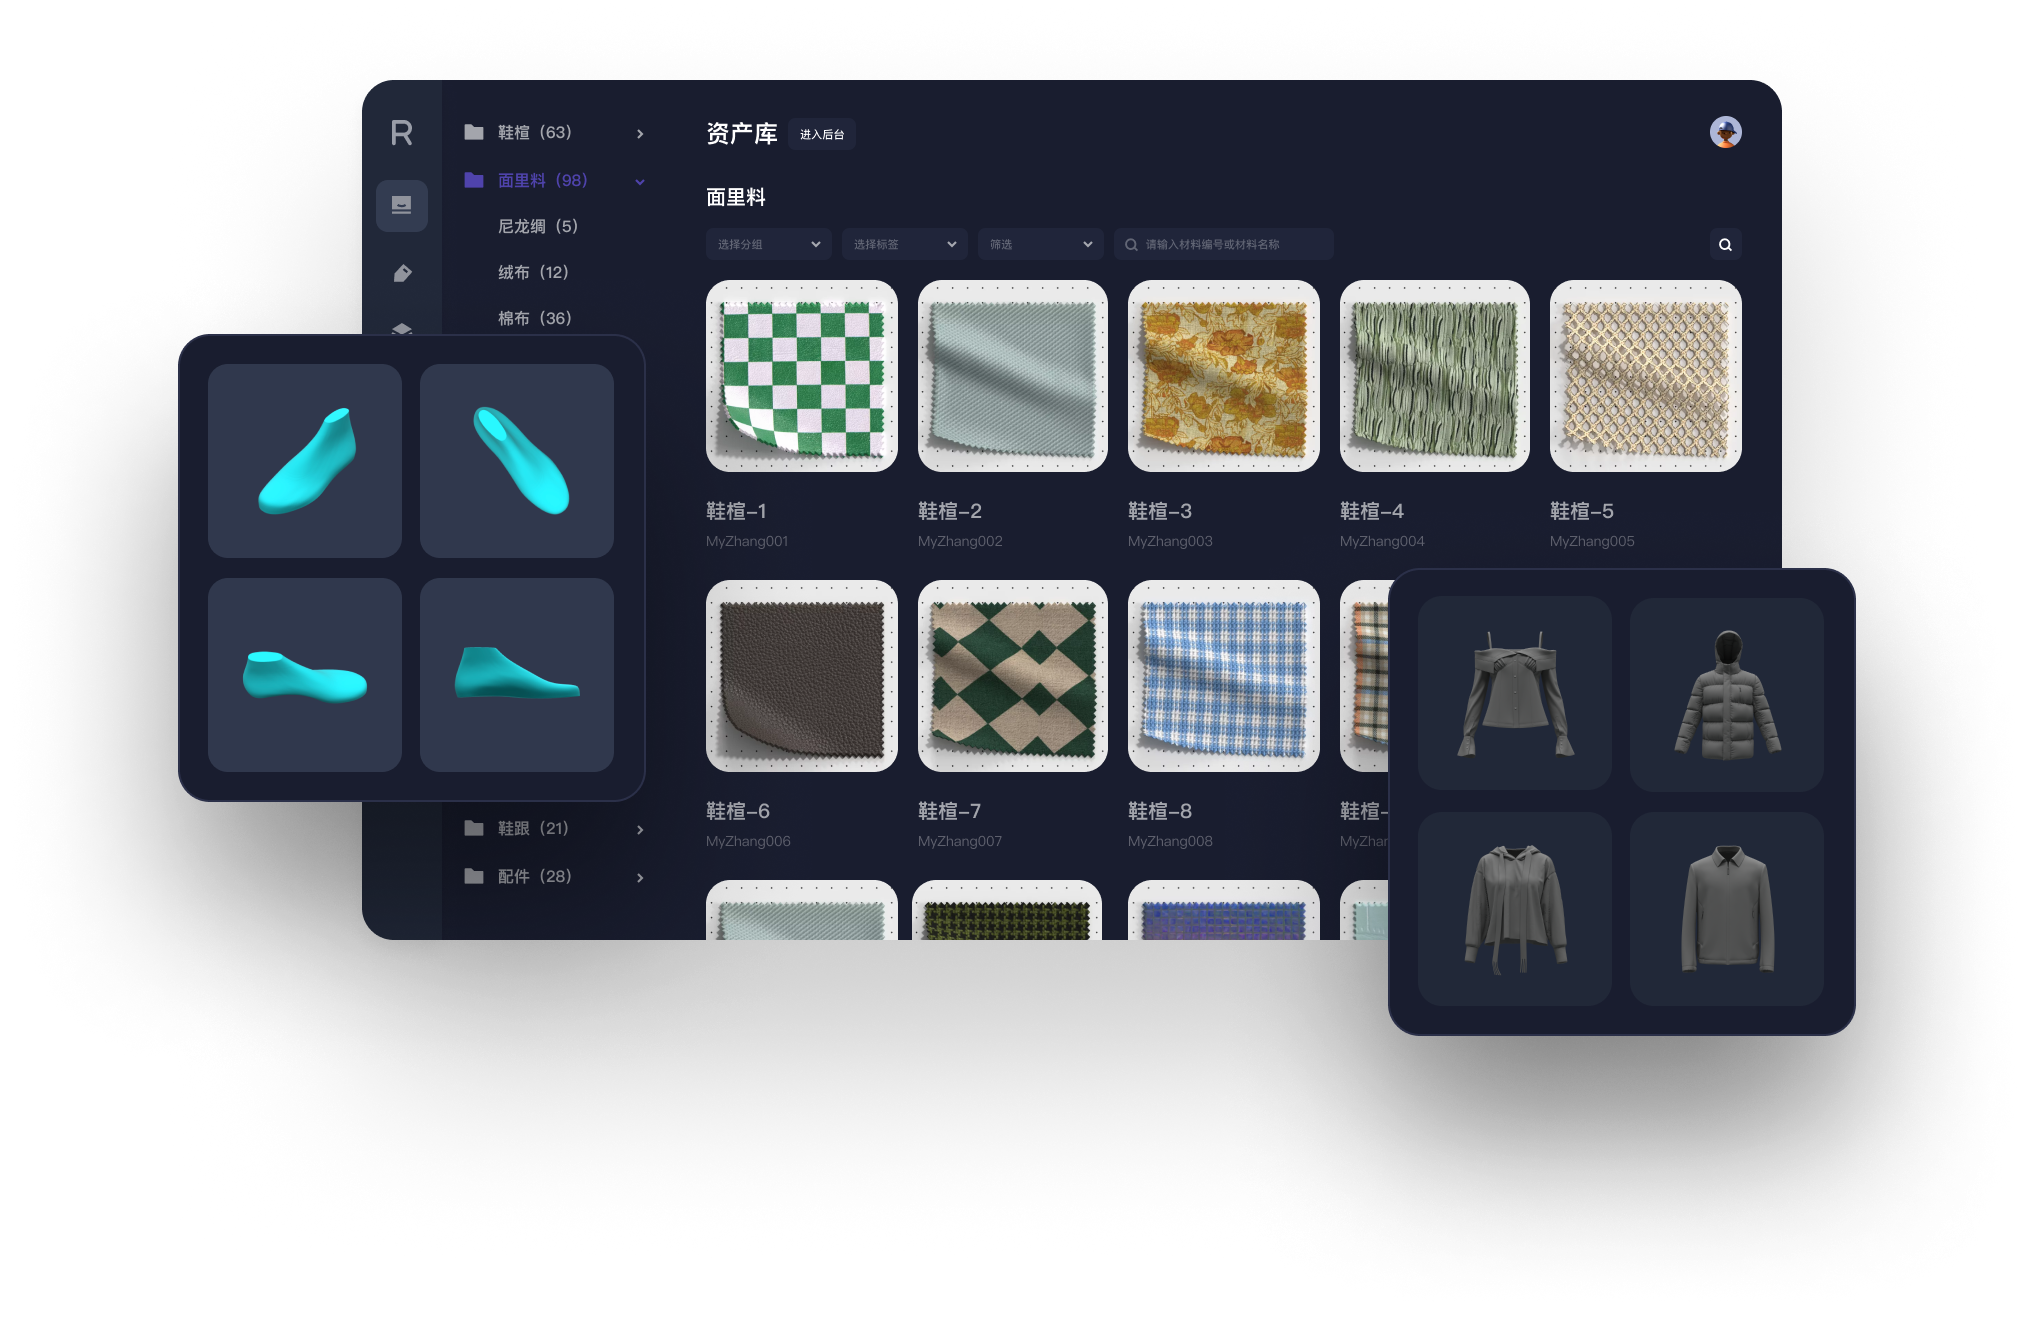 R
鞋楦（63）
面里料（98）
尼龙绸（5）
绒布（12）
棉布（36）
鞋跟（21）
配件（28）
资产库
进入后台
面里料
选择分组
选择标签
筛选
请输入材料编号或材料名称
鞋楦-1
MyZhang001
鞋楦-2
MyZhang002
鞋楦-3
MyZhang003
鞋楦-4
MyZhang004
鞋楦-5
MyZhang005
鞋楦-6
MyZhang006
鞋楦-7
MyZhang007
鞋楦-8
MyZhang008
鞋楦-
MyZhan